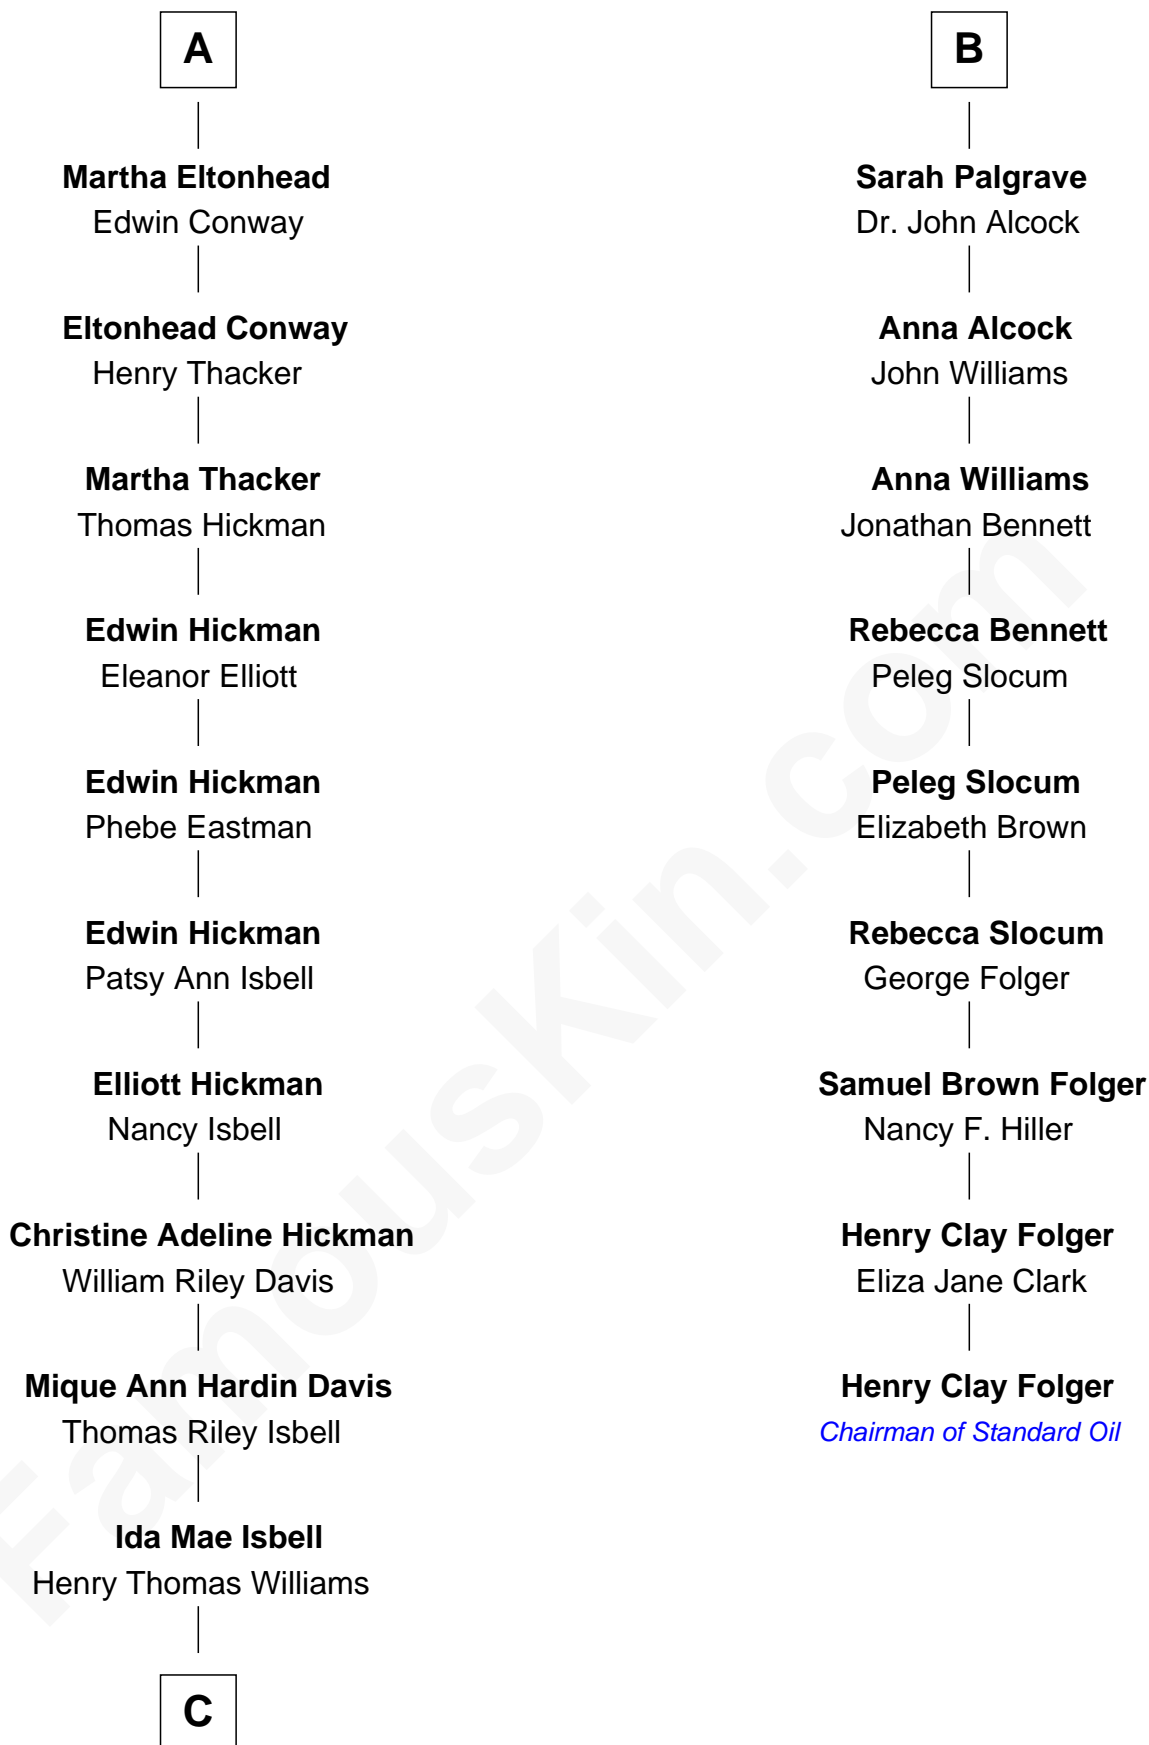 A
Martha Eltonhead
Edwin Conway
Eltonhead Conway
Henry Thacker
Martha Thacker
Thomas Hickman
Edwin Hickman
Eleanor Elliott
Edwin Hickman
Phebe Eastman
Edwin Hickman
Patsy Ann Isbell
Elliott Hickman
Nancy Isbell
Christine Adeline Hickman
William Riley Davis
Mique Ann Hardin Davis
Thomas Riley Isbell
Ida Mae Isbell
Henry Thomas Williams
C
B
Sarah Palgrave
Dr. John Alcock
Anna Alcock
John Williams
Anna Williams
Jonathan Bennett
Rebecca Bennett
Peleg Slocum
Peleg Slocum
Elizabeth Brown
Rebecca Slocum
George Folger
Samuel Brown Folger
Nancy F. Hiller
Henry Clay Folger
Eliza Jane Clark
Henry Clay Folger
Chairman of Standard Oil
FamousKin.com